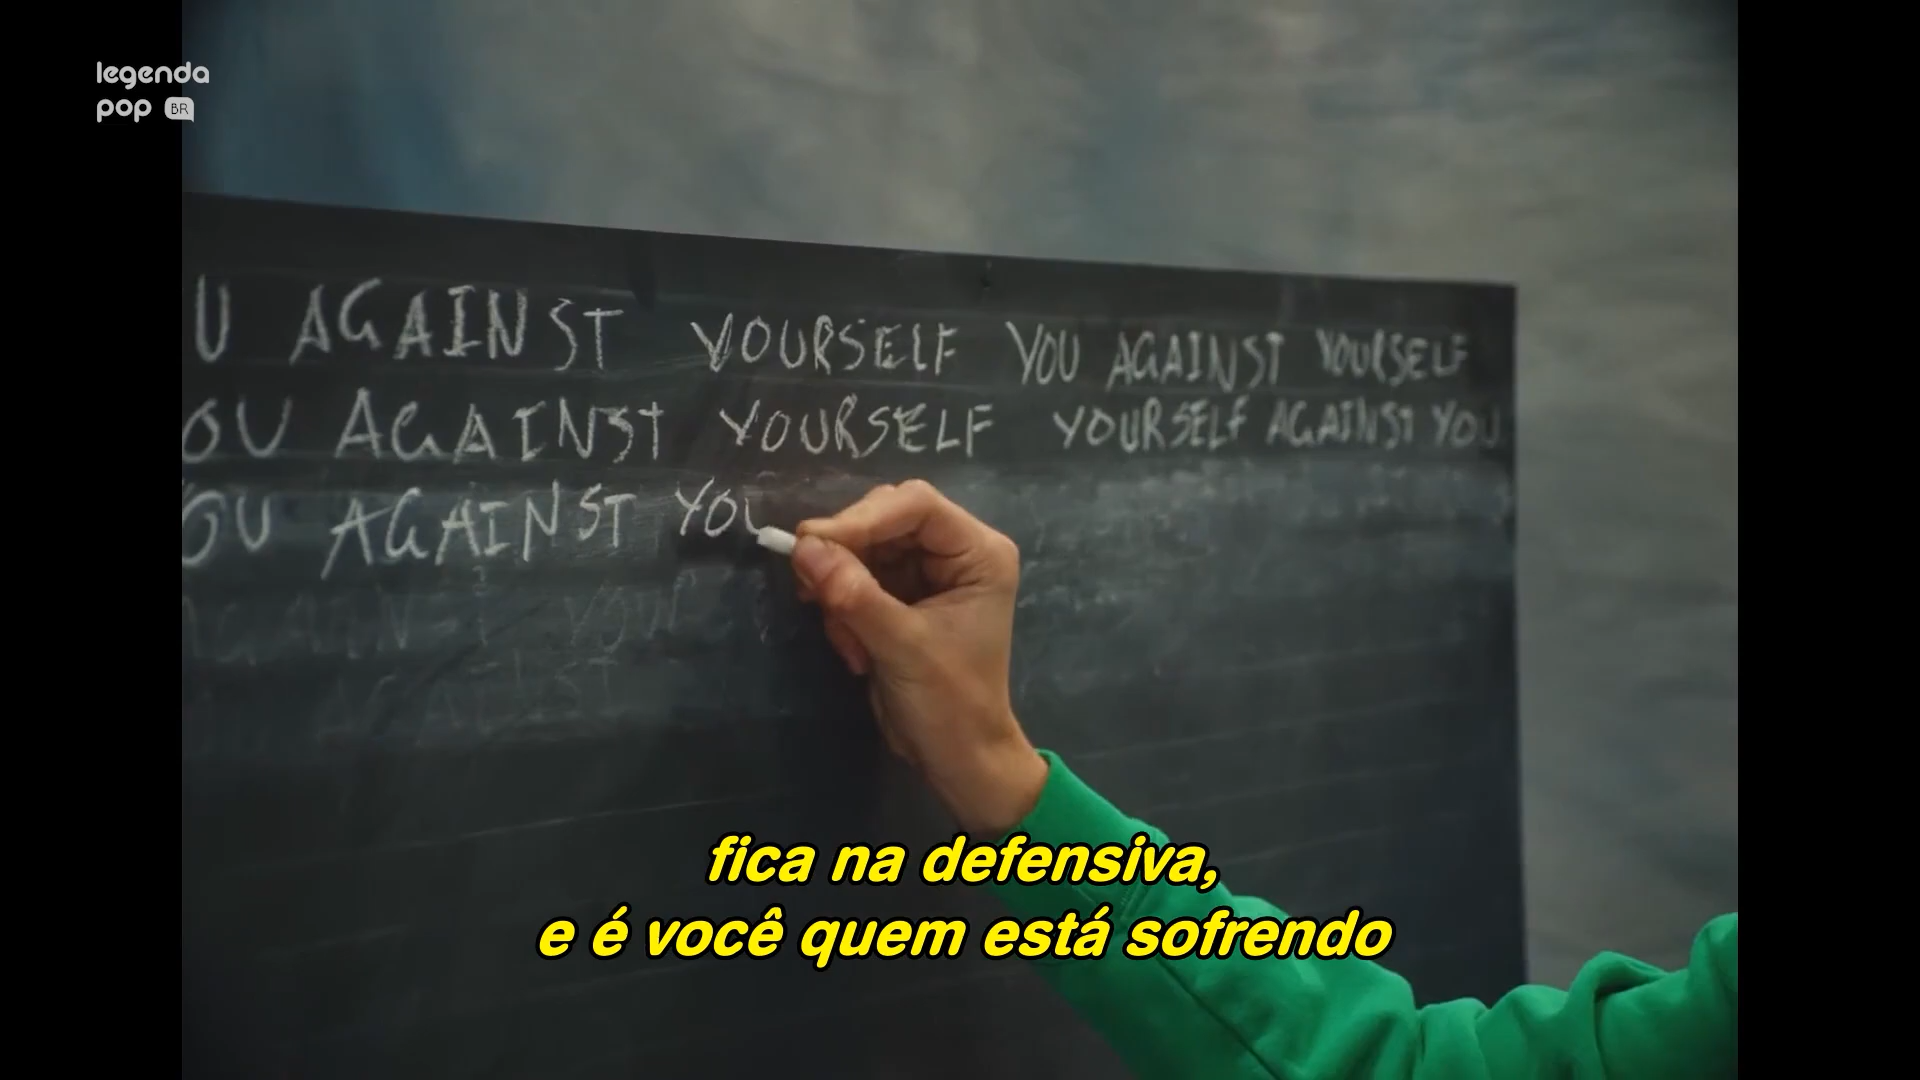 legenda
pop BR
U AGAINST YOURSELF YOU AGAINST YOURSELF
OU AGAINST YOURSELF YOURSELF AGAINST YOU
OU AGAINST YOU
fica na defensiva,
e é você quem está sofrendo